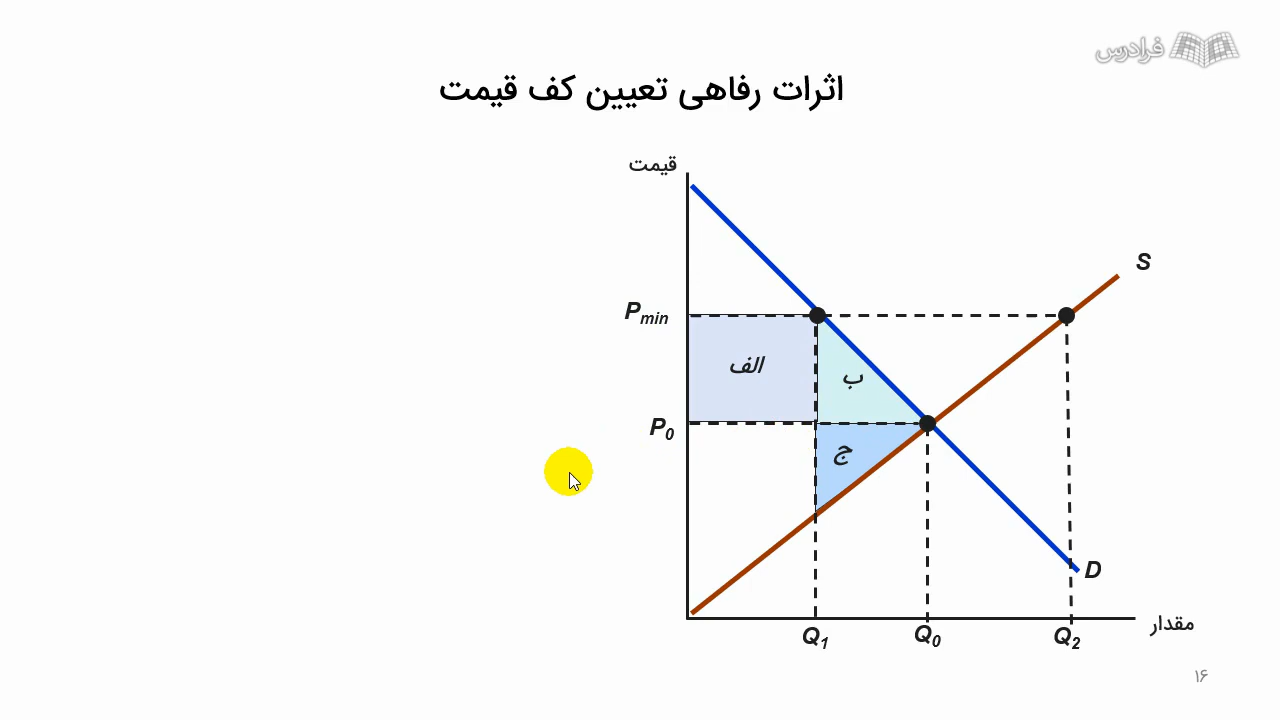 فرادرس
اثرات رفاهی تعیین کف قیمت
قیمت
S
Pmin
الف
ب
P0
ج
D
Q1
Q0
Q2
مقدار
۱۶